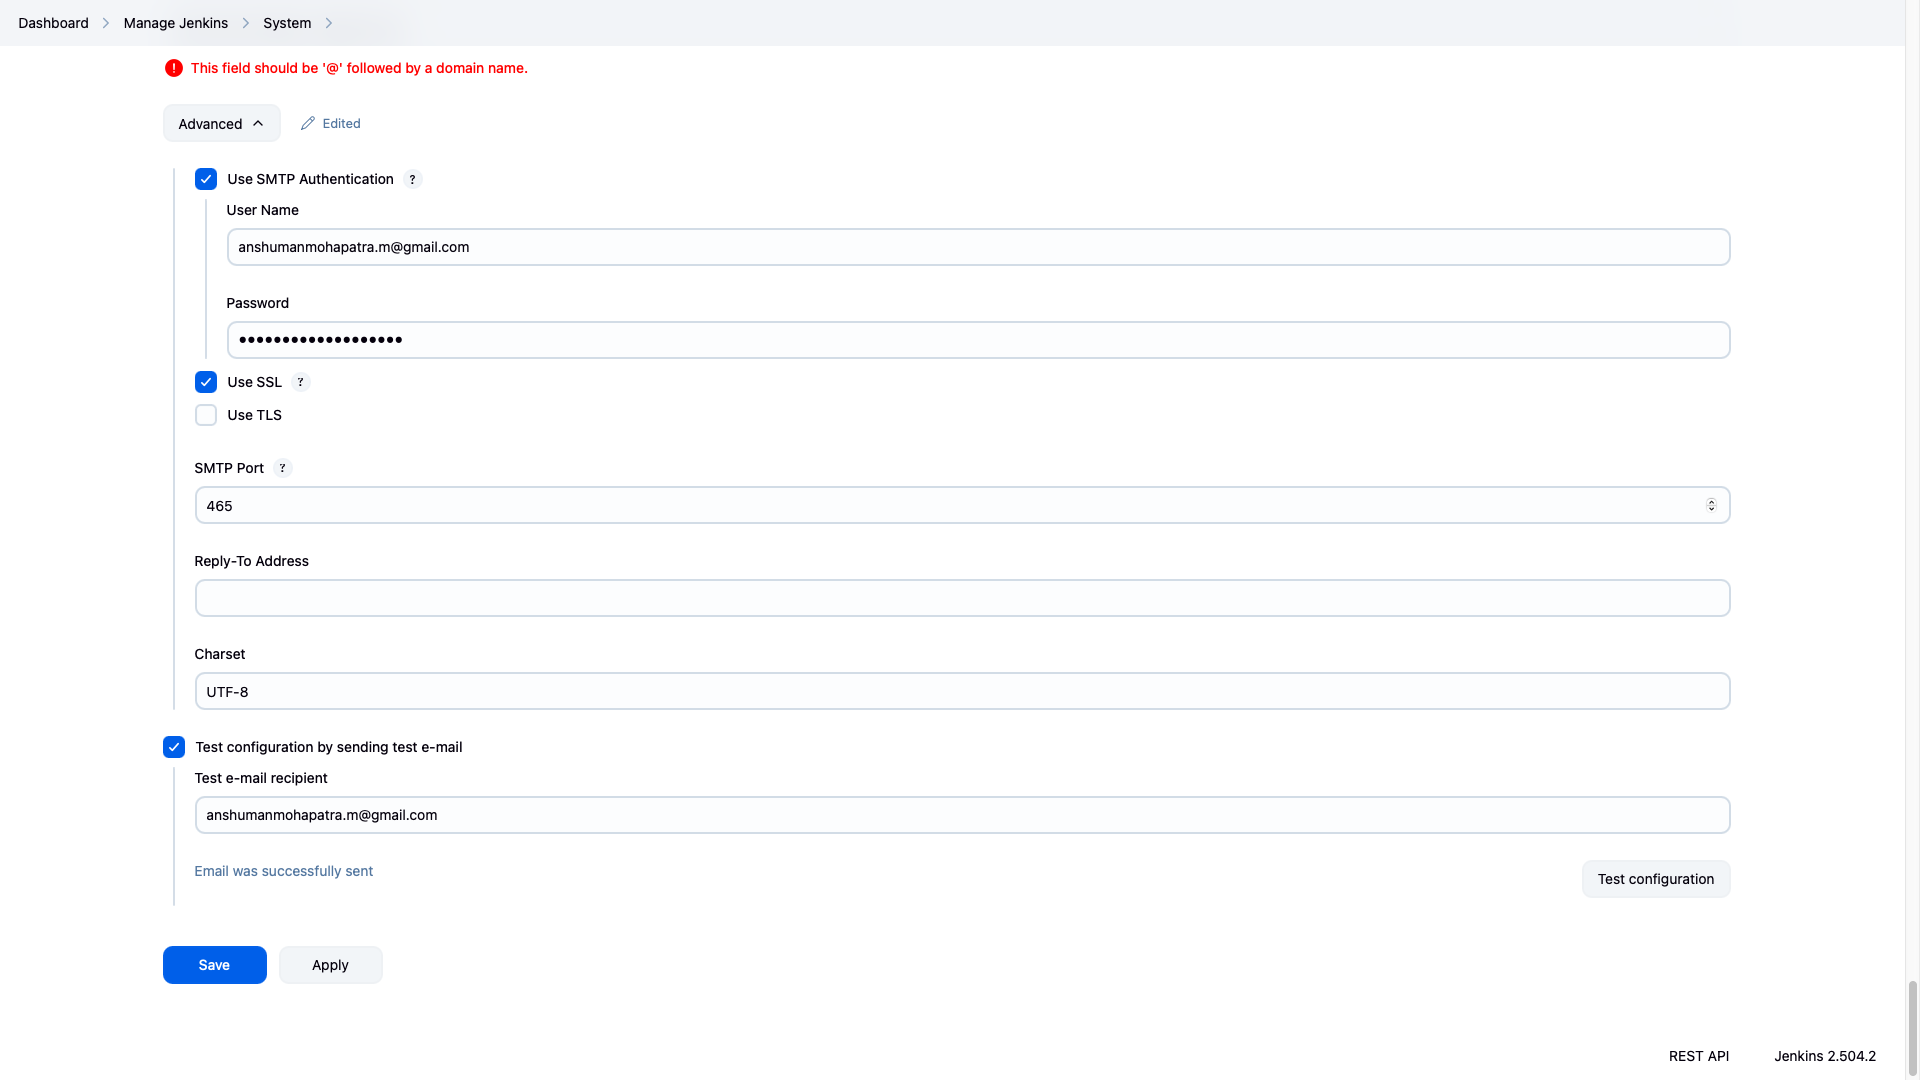 Dashboard > Manage Jenkins > System >
! This field should be '@' followed by a domain name.
Advanced Edited
Use SMTP Authentication ?
User Name
anshumanmohapatra.m@gmail.com
Password
•••••••••••••••••••
Use SSL ?
Use TLS
SMTP Port ?
465
Reply-To Address
Charset
UTF-8
Test configuration by sending test e-mail
Test e-mail recipient
anshumanmohapatra.m@gmail.com
Email was successfully sent
Test configuration
Save Apply
REST API Jenkins 2.504.2